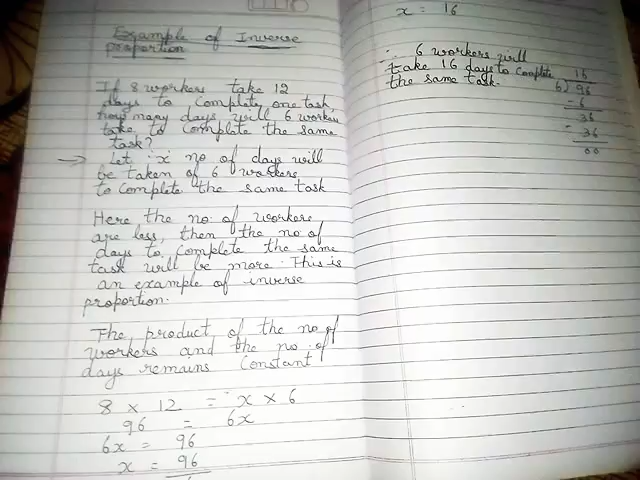 Example of Inverse
proportion
If 8 workers take 12
days to complete one task,
how many days will 6 workers
take to complete the same
task?
→ Let 'x' no of days will
be taken of 6 workers
to complete the same task
Here the no. of workers
are less, then the no of
days to complete the same
task will be more. This is
an example of inverse
proportion.
The product of the no of
workers and the no. of
days remains constant
8 × 12 = x × 6
96 = 6x
6x = 96
x = 96
x = 16
∴ 6 workers will
take 16 days to complete
the same task.
16
6)96
-6
36
-36
00